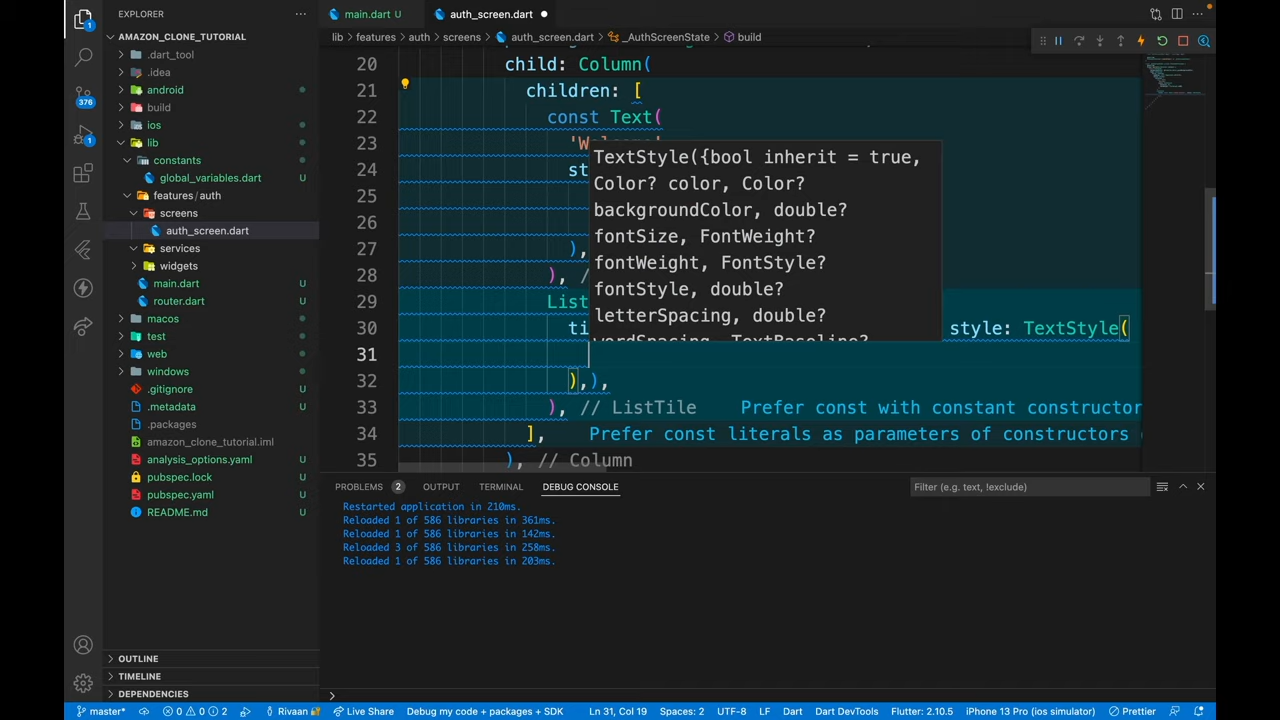 EXPLORER
AMAZON_CLONE_TUTORIAL
.dart_tool
.idea
android
build
ios
lib
constants
global_variables.dart U
features / auth
screens
auth_screen.dart
services
widgets
main.dart U
router.dart U
macos
test
web
windows
.gitignore U
.metadata U
.packages
amazon_clone_tutorial.iml
analysis_options.yaml U
pubspec.lock U
pubspec.yaml U
README.md U
OUTLINE
TIMELINE
DEPENDENCIES
1
376
1
main.dart U
auth_screen.dart
lib > features > auth > screens > auth_screen.dart > _AuthScreenState > build
20 child: Column(
21 children: [
22 const Text(
23
24 st
25
26
27 ),
28 ), /
29 List
30 ti style: TextStyle(
31
32 ),),
33 ), // ListTile Prefer const with constant constructor
34 ], Prefer const literals as parameters of constructors
35 ), // Column
TextStyle({bool inherit = true,
Color? color, Color?
backgroundColor, double?
fontSize, FontWeight?
fontWeight, FontStyle?
fontStyle, double?
letterSpacing, double?
wordSpacing, TextBaseline?
PROBLEMS 2 OUTPUT TERMINAL DEBUG CONSOLE
Filter (e.g. text, !exclude)
Restarted application in 210ms.
Reloaded 1 of 586 libraries in 361ms.
Reloaded 1 of 586 libraries in 142ms.
Reloaded 3 of 586 libraries in 258ms.
Reloaded 1 of 586 libraries in 203ms.
master* 0 0 2 Rivaan Live Share Debug my code + packages + SDK Ln 31, Col 19 Spaces: 2 UTF-8 LF Dart Dart DevTools Flutter: 2.10.5 iPhone 13 Pro (ios simulator) Prettier